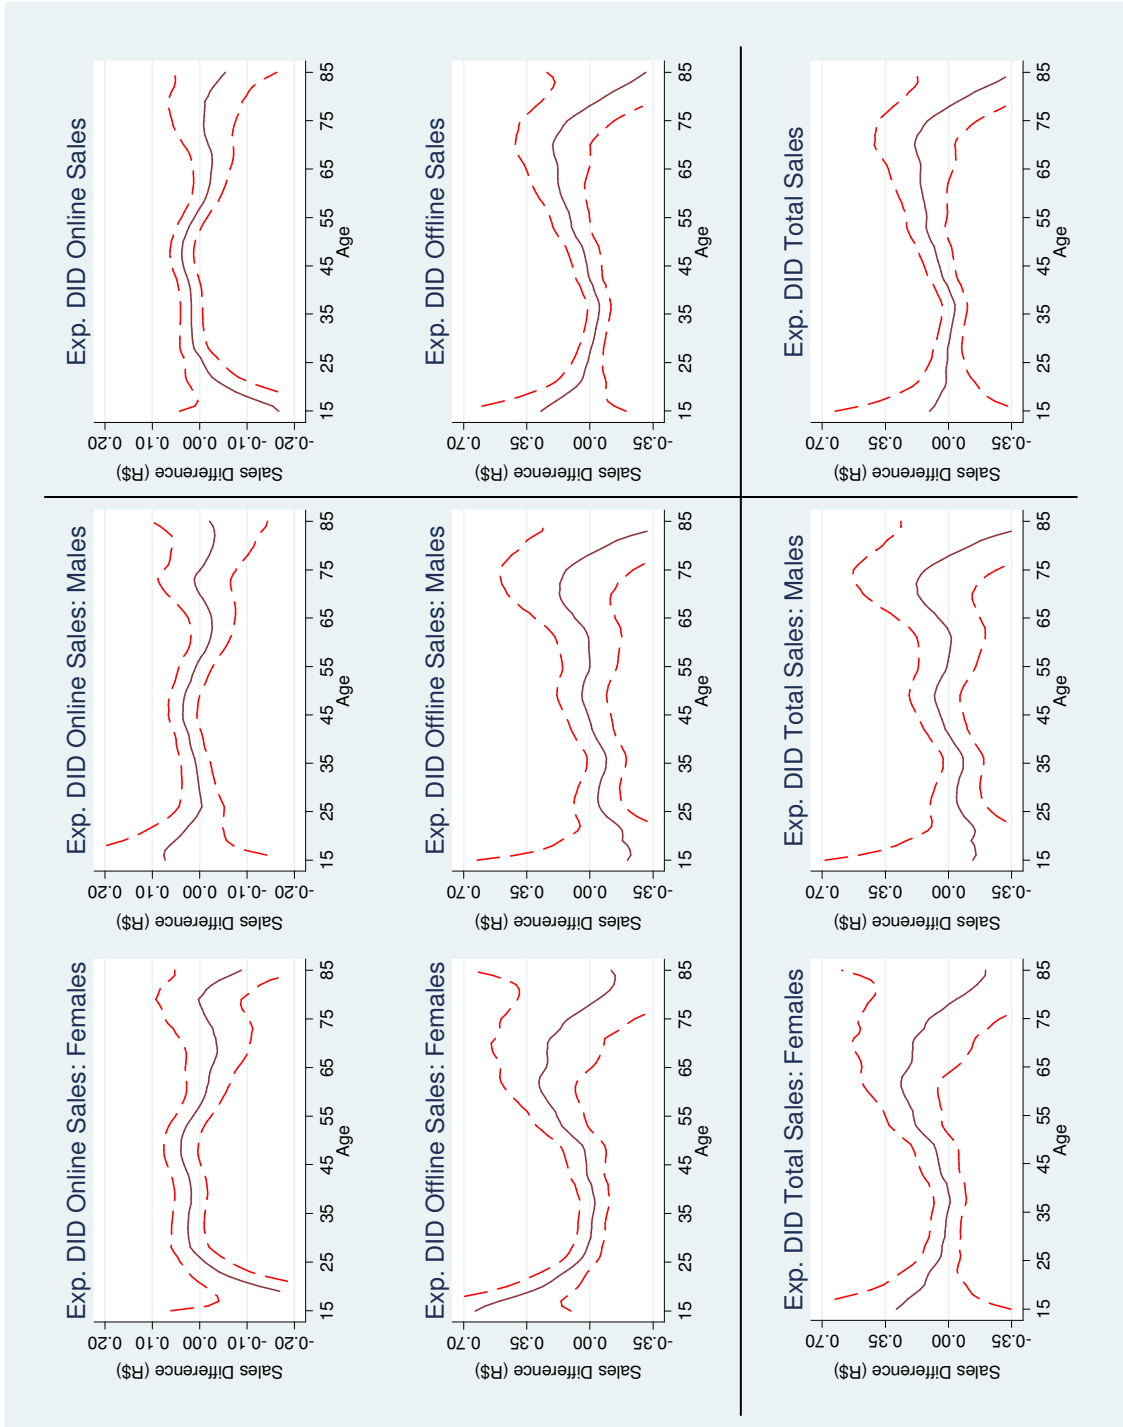 Exp. DID Online Sales: Females
Sales Difference (R$)
-0.20 -0.10 0.00 0.10 0.20
15 25 35 45 55 65 75 85
Age
Exp. DID Online Sales: Males
Sales Difference (R$)
-0.20 -0.10 0.00 0.10 0.20
15 25 35 45 55 65 75 85
Age
Exp. DID Online Sales
Sales Difference (R$)
-0.20 -0.10 0.00 0.10 0.20
15 25 35 45 55 65 75 85
Age
Exp. DID Offline Sales: Females
Sales Difference (R$)
-0.35 0.00 0.35 0.70
15 25 35 45 55 65 75 85
Age
Exp. DID Offline Sales: Males
Sales Difference (R$)
-0.35 0.00 0.35 0.70
15 25 35 45 55 65 75 85
Age
Exp. DID Offline Sales
Sales Difference (R$)
-0.35 0.00 0.35 0.70
15 25 35 45 55 65 75 85
Age
Exp. DID Total Sales: Females
Sales Difference (R$)
-0.35 0.00 0.35 0.70
15 25 35 45 55 65 75 85
Age
Exp. DID Total Sales: Males
Sales Difference (R$)
-0.35 0.00 0.35 0.70
15 25 35 45 55 65 75 85
Age
Exp. DID Total Sales
Sales Difference (R$)
-0.35 0.00 0.35 0.70
15 25 35 45 55 65 75 85
Age